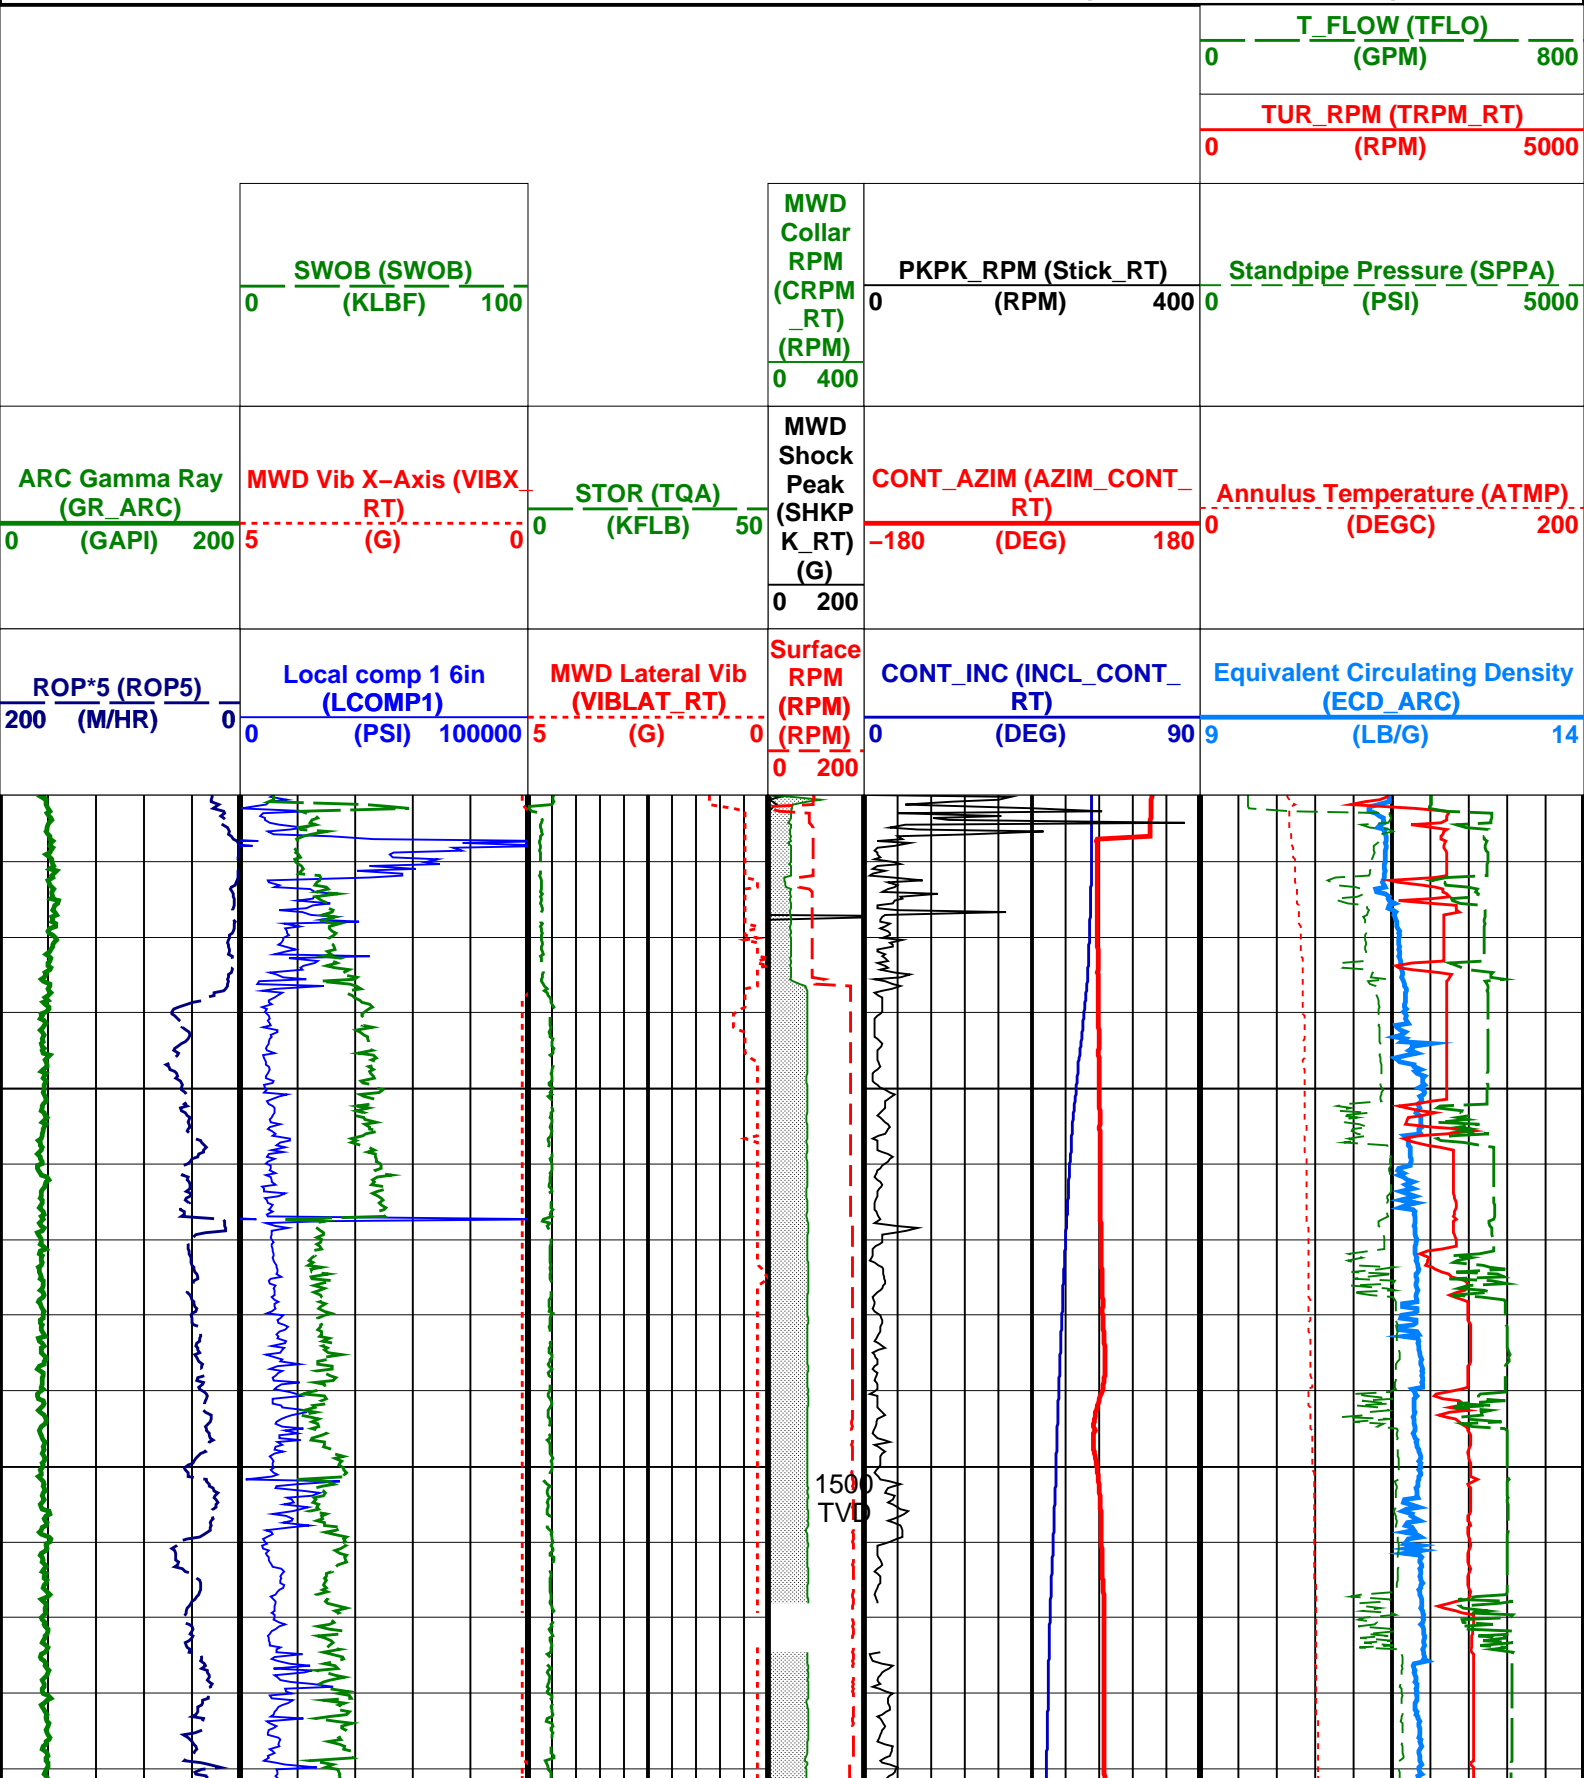 T_FLOW (TFLO)
0 (GPM) 800
TUR_RPM (TRPM_RT)
0 (RPM) 5000
SWOB (SWOB)
0 (KLBF) 100
MWD
Collar
RPM
(CRPM
_RT)
(RPM)
0 400
PKPK_RPM (Stick_RT)
0 (RPM) 400
Standpipe Pressure (SPPA)
0 (PSI) 5000
ARC Gamma Ray
(GR_ARC)
0 (GAPI) 200
MWD Vib X–Axis (VIBX_
RT)
5 (G) 0
STOR (TQA)
0 (KFLB) 50
MWD
Shock
Peak
(SHKP
K_RT)
(G)
0 200
CONT_AZIM (AZIM_CONT_
RT)
–180 (DEG) 180
Annulus Temperature (ATMP)
0 (DEGC) 200
ROP*5 (ROP5)
200 (M/HR) 0
Local comp 1 6in
(LCOMP1)
0 (PSI) 100000
MWD Lateral Vib
(VIBLAT_RT)
5 (G) 0
Surface
RPM
(RPM)
(RPM)
0 200
CONT_INC (INCL_CONT_
RT)
0 (DEG) 90
Equivalent Circulating Density
(ECD_ARC)
9 (LB/G) 14
1500
TVD